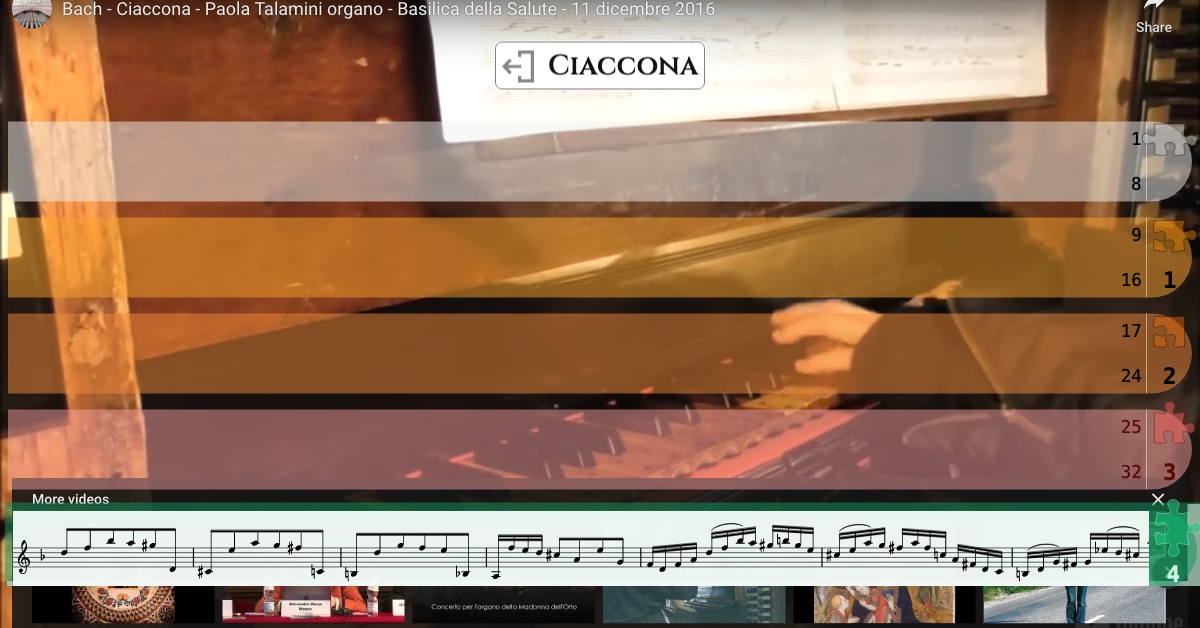 Bach - Ciaccona - Paola Talamini organo - Basilica della Salute - 11 dicembre 2016
Share
CIACCONA
1
8
9
16 1
17
24 2
25
32 3
More videos
4
Concerto per l'organo della Madonna dell'Orto